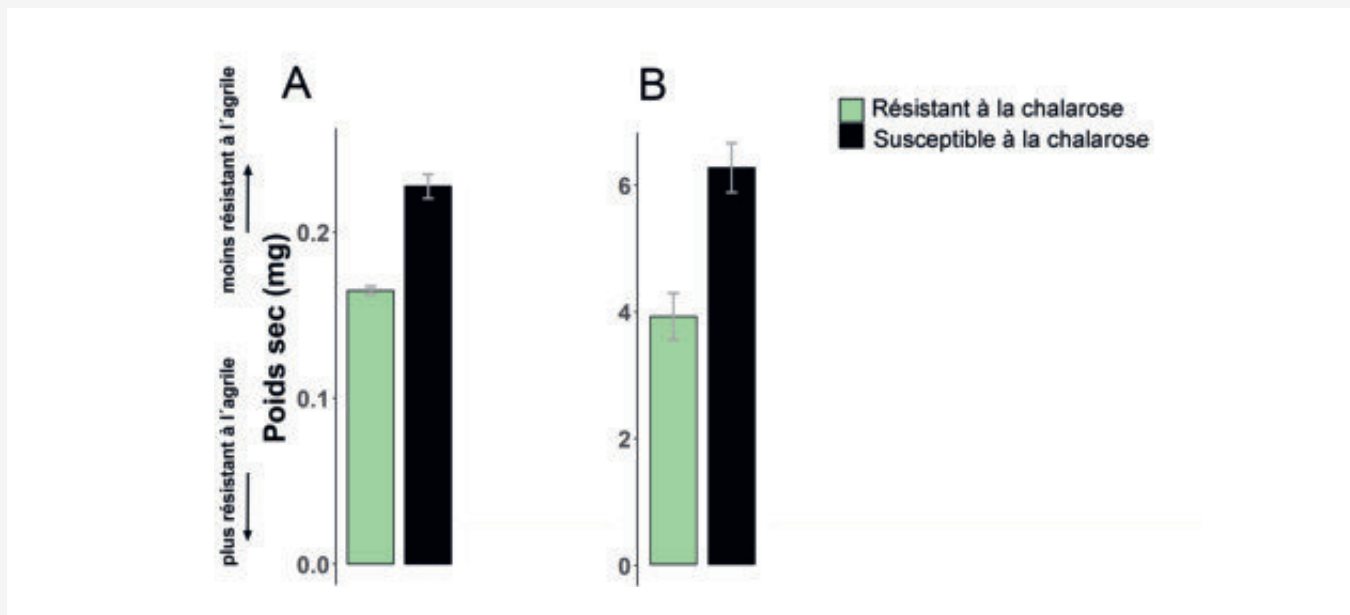 A
B
Résistant à la chalarose
Susceptible à la chalarose
moins résistant à l'agrile
plus résistant à l'agrile
Poids sec (mg)
0.2
0.1
0.0
6
4
2
0